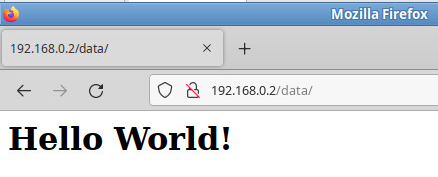 Mozilla Firefox
192.168.0.2/data/
192.168.0.2/data/
Hello World!